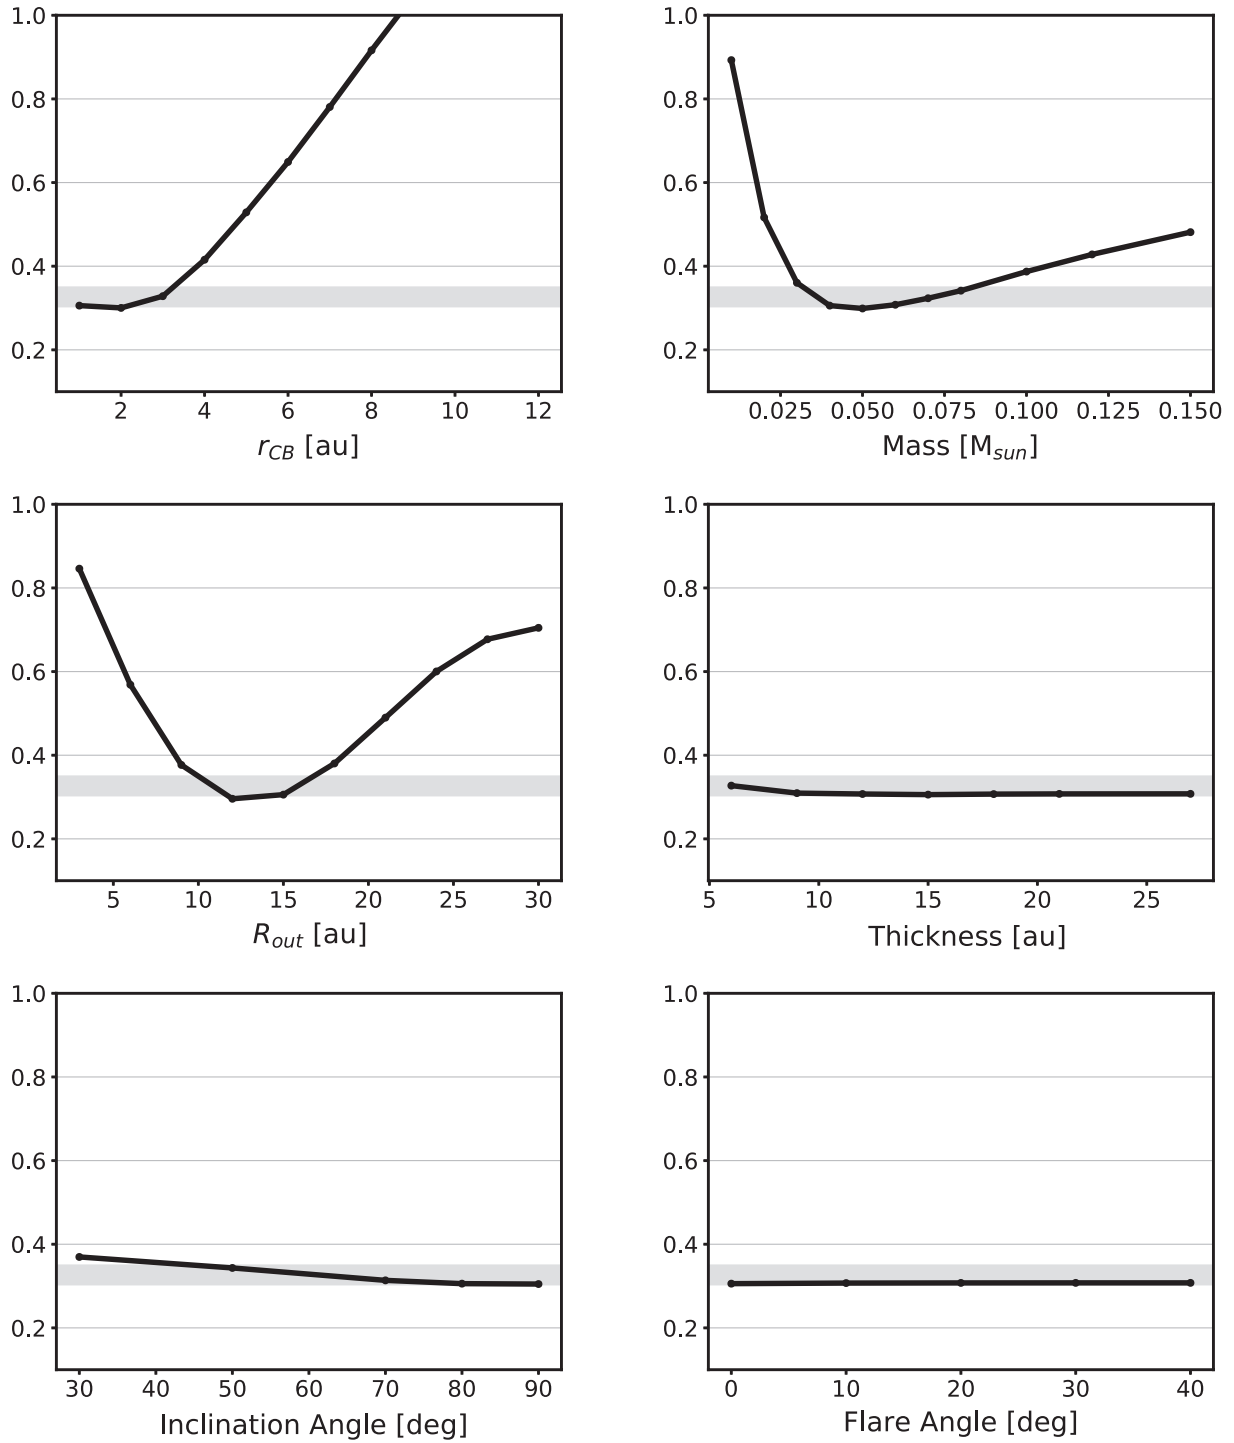 1.0
0.8
0.6
0.4
0.2
2 4 6 8 10 12
r_CB [au]
1.0
0.8
0.6
0.4
0.2
0.025 0.050 0.075 0.100 0.125 0.150
Mass [M_sun]
1.0
0.8
0.6
0.4
0.2
5 10 15 20 25 30
R_out [au]
1.0
0.8
0.6
0.4
0.2
5 10 15 20 25
Thickness [au]
1.0
0.8
0.6
0.4
0.2
30 40 50 60 70 80 90
Inclination Angle [deg]
1.0
0.8
0.6
0.4
0.2
0 10 20 30 40
Flare Angle [deg]